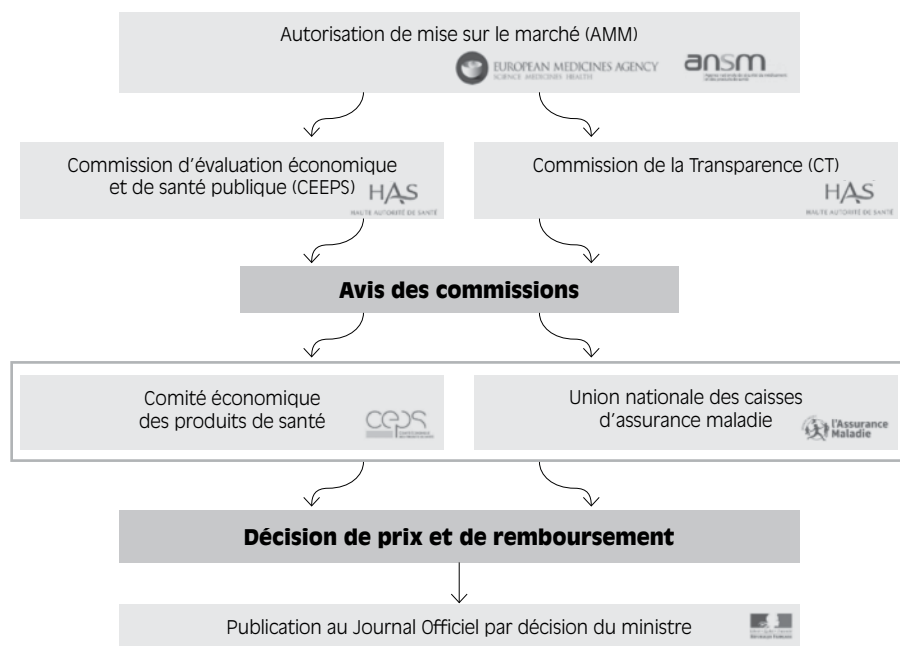 Autorisation de mise sur le marché (AMM)
EUROPEAN MEDICINES AGENCY
SCIENCE MEDICINES HEALTH
ansm
Commission d'évaluation économique
et de santé publique (CEEPS)
HAS
HAUTE AUTORITÉ DE SANTÉ
Commission de la Transparence (CT)
HAS
HAUTE AUTORITÉ DE SANTÉ
Avis des commissions
Comité économique
des produits de santé
ceps
Union nationale des caisses
d'assurance maladie
l'Assurance
Maladie
Décision de prix et de remboursement
Publication au Journal Officiel par décision du ministre